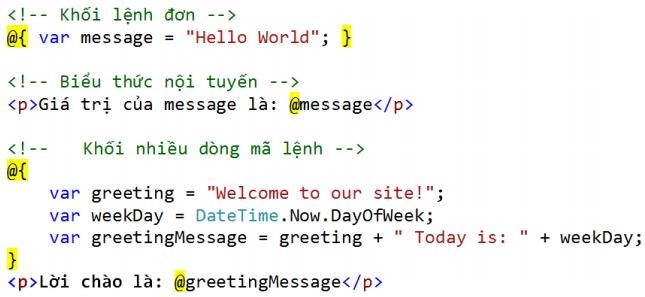 <!-- Khối lệnh đơn -->
@{ var message = "Hello World"; }
<!-- Biểu thức nội tuyến -->
<p>Giá trị của message là: @message</p>
<!--   Khối nhiều dòng mã lệnh -->
@{
    var greeting = "Welcome to our site!";
    var weekDay = DateTime.Now.DayOfWeek;
    var greetingMessage = greeting + " Today is: " + weekDay;
}
<p>Lời chào là: @greetingMessage</p>